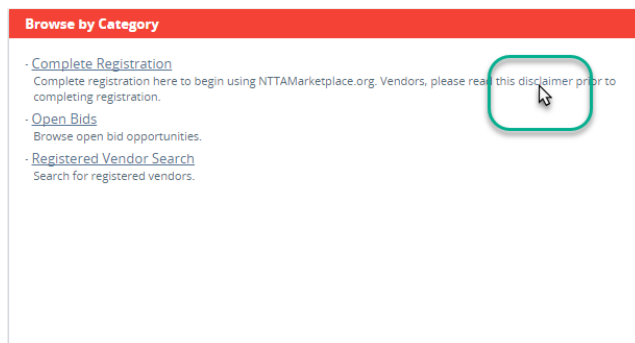 Browse by Category
- Complete Registration
Complete registration here to begin using NTTAMarketplace.org. Vendors, please read this disclaimer prior to
completing registration.
- Open Bids
Browse open bid opportunities.
- Registered Vendor Search
Search for registered vendors.